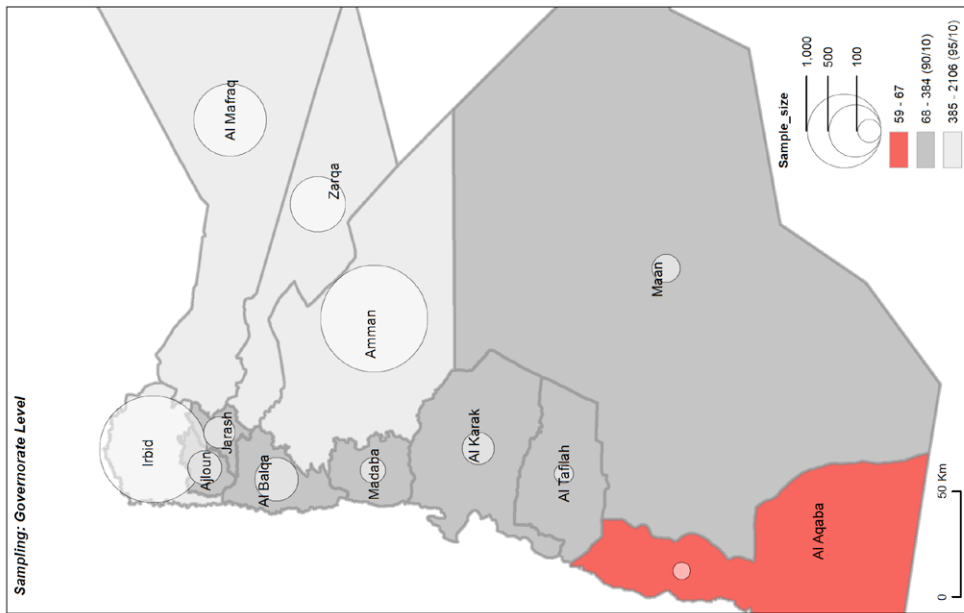 Sampling: Governorate Level
Irbid
Al Mafraq
Ajloun
Jarash
Al Balqa
Zarqa
Amman
Madaba
Al Karak
Al Tafilah
Maan
Al Aqaba
Sample_size
1,000
500
100
59 - 67
68 - 384 (90/10)
385 - 2106 (95/10)
0 50 Km